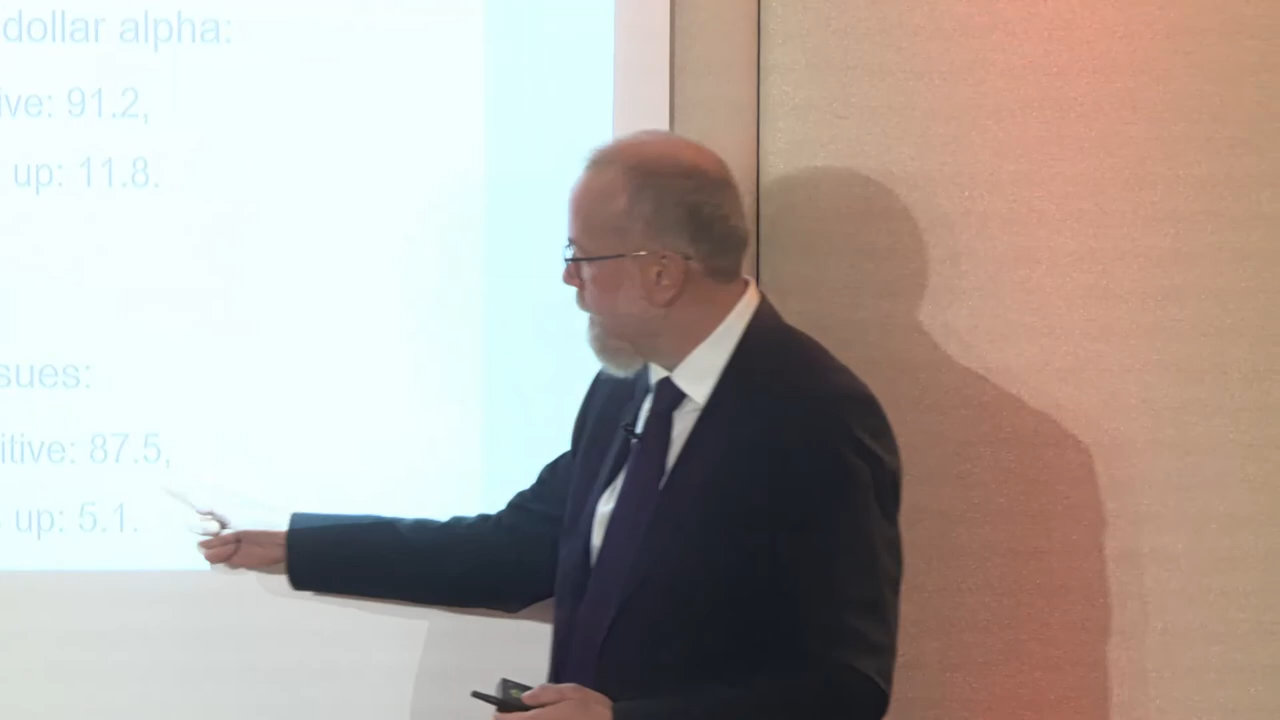 dollar alpha:
ive: 91.2,
up: 11.8.
sues:
itive: 87.5,
up: 5.1.